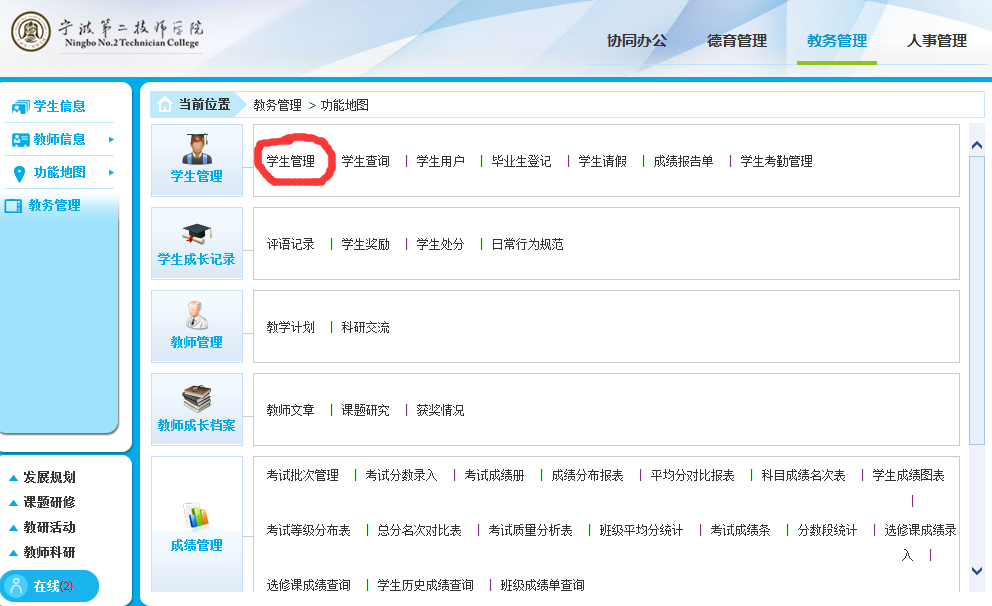 宁波第二技师学院
Ningbo No.2 Technician College
协同办公 德育管理 教务管理 人事管理
学生信息
教师信息
功能地图
教务管理
发展规划
课题研修
教研活动
教师科研
在线(2)
当前位置 教务管理 > 功能地图
学生管理
学生管理 学生查询 | 学生用户 | 毕业生登记 | 学生请假 | 成绩报告单 | 学生考勤管理
学生成长记录
评语记录 | 学生奖励 | 学生处分 | 日常行为规范
教师管理
教学计划 | 科研交流
教师成长档案
教师文章 | 课题研究 | 获奖情况
成绩管理
考试批次管理 | 考试分数录入 | 考试成绩册 | 成绩分布报表 | 平均分对比报表 | 科目成绩名次表 | 学生成绩图表
|
考试等级分布表 | 总分名次对比表 | 考试质量分析表 | 班级平均分统计 | 考试成绩条 | 分数段统计 | 选修课成绩录
入 |
选修课成绩查询 | 学生历史成绩查询 | 班级成绩单查询